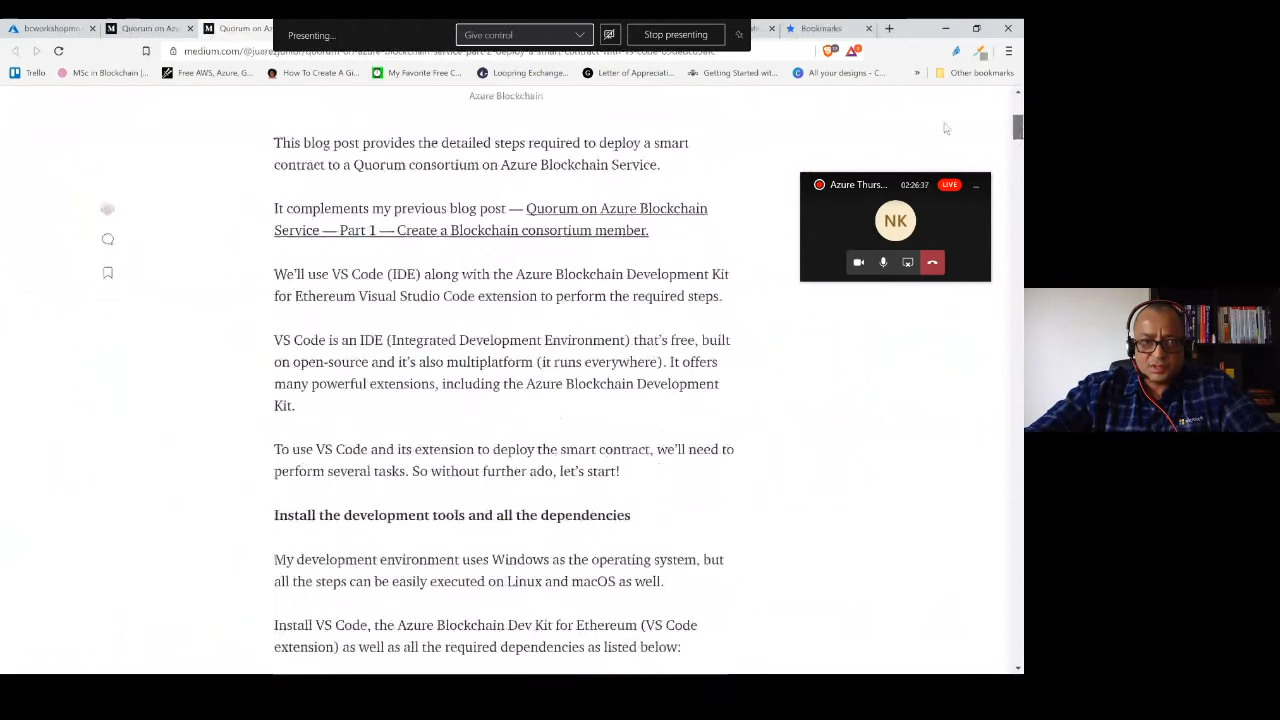 bcworkshopm
Quorum on Az
Quorum on Az
Presenting...
Give control
Stop presenting
Bookmarks
Trello
MSc in Blockchain |...
Free AWS, Azure, G...
How To Create A Gi...
My Favorite Free C...
Loopring Exchange...
Letter of Appreciati...
Getting Started wit...
All your designs - C...
»
Other bookmarks
Azure Blockchain
This blog post provides the detailed steps required to deploy a smart
contract to a Quorum consortium on Azure Blockchain Service.
It complements my previous blog post — Quorum on Azure Blockchain
Service — Part 1 — Create a Blockchain consortium member.
We'll use VS Code (IDE) along with the Azure Blockchain Development Kit
for Ethereum Visual Studio Code extension to perform the required steps.
VS Code is an IDE (Integrated Development Environment) that's free, built
on open-source and it's also multiplatform (it runs everywhere). It offers
many powerful extensions, including the Azure Blockchain Development
Kit.
To use VS Code and its extension to deploy the smart contract, we'll need to
perform several tasks. So without further ado, let's start!
Install the development tools and all the dependencies
My development environment uses Windows as the operating system, but
all the steps can be easily executed on Linux and macOS as well.
Install VS Code, the Azure Blockchain Dev Kit for Ethereum (VS Code
extension) as well as all the required dependencies as listed below:
Azure Thurs...
02:26:37
LIVE
NK
Microsoft